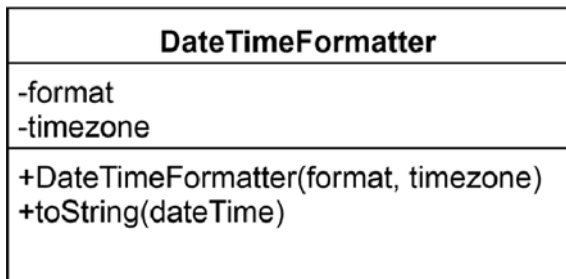 DateTimeFormatter
-format
-timezone
+DateTimeFormatter(format, timezone)
+toString(dateTime)